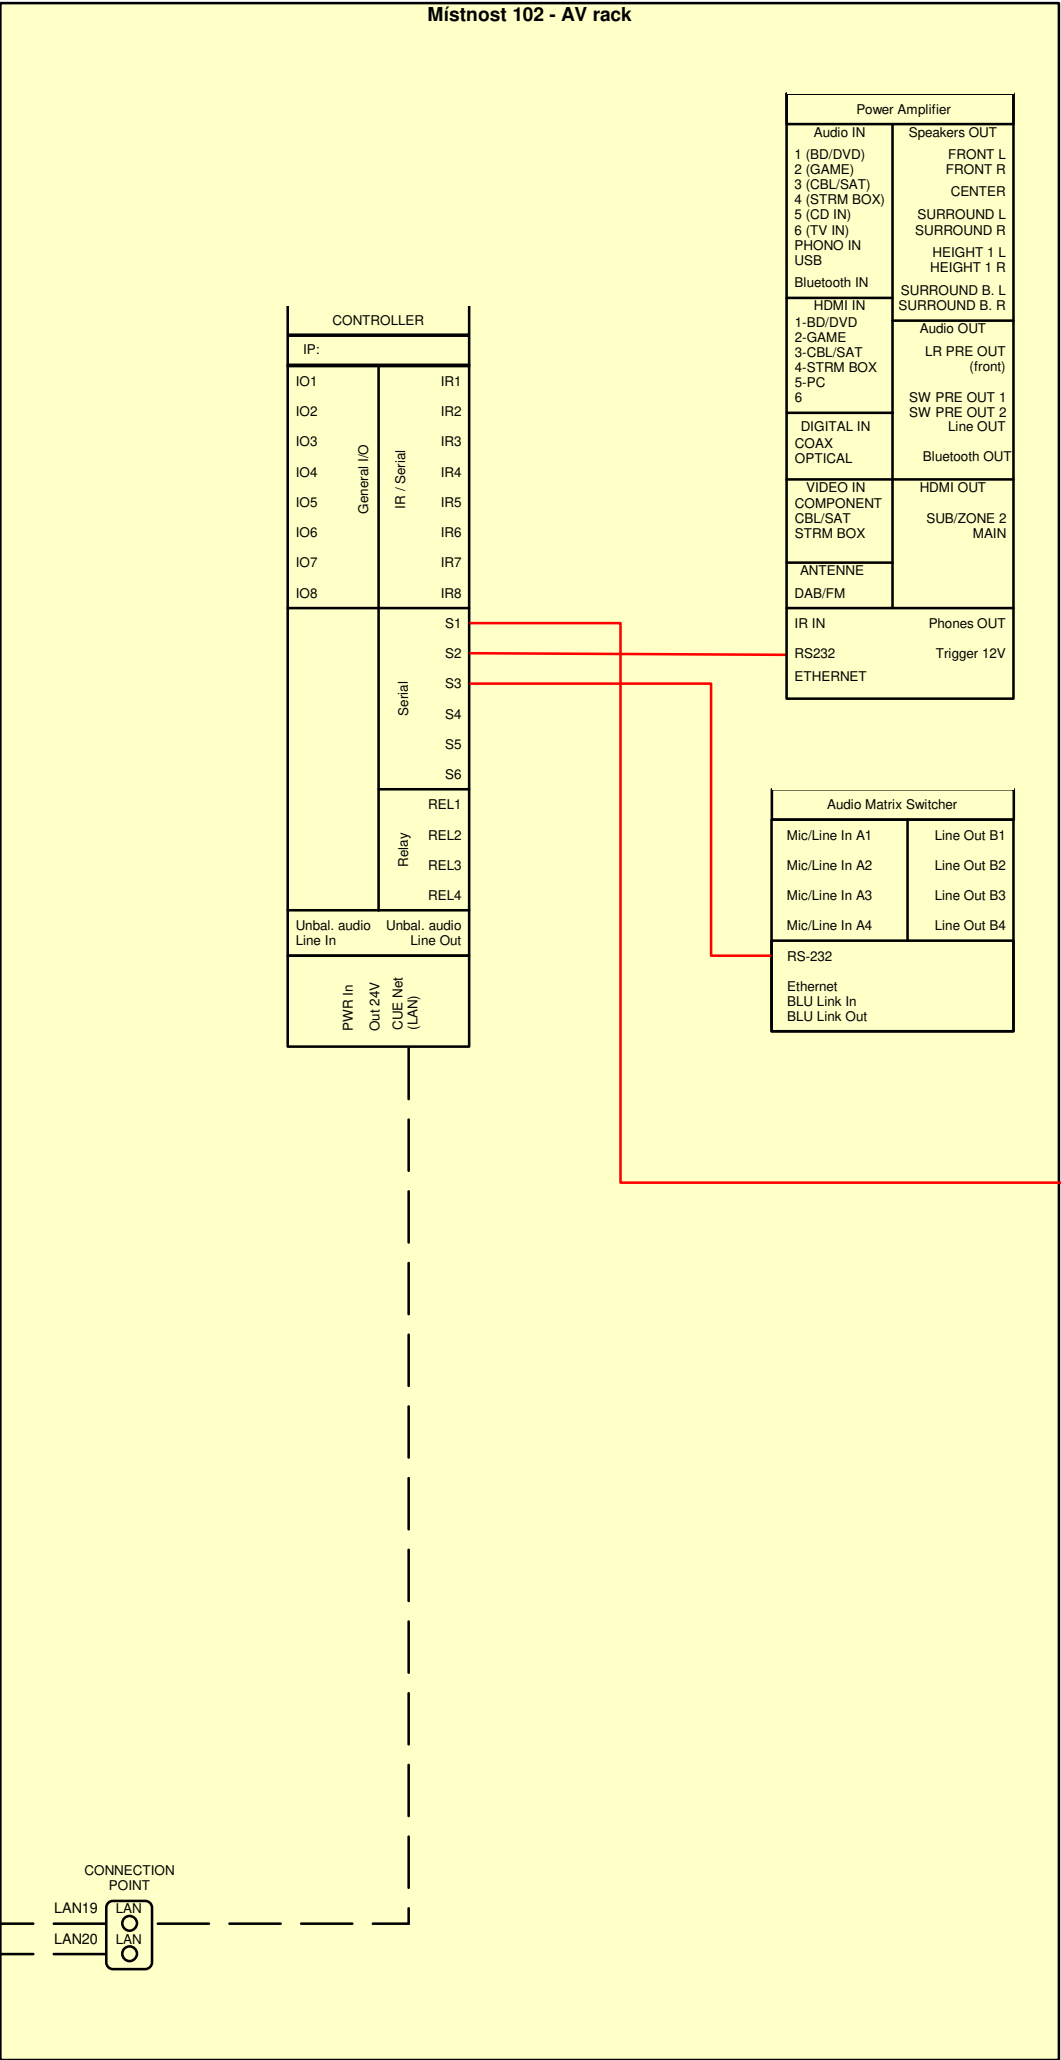 Místnost 102 - AV rack
Power Amplifier
Audio IN
1 (BD/DVD)
2 (GAME)
3 (CBL/SAT)
4 (STRM BOX)
5 (CD IN)
6 (TV IN)
PHONO IN
USB
Bluetooth IN
HDMI IN
1-BD/DVD
2-GAME
3-CBL/SAT
4-STRM BOX
5-PC
6
DIGITAL IN
COAX
OPTICAL
VIDEO IN
COMPONENT
CBL/SAT
STRM BOX
ANTENNE
DAB/FM
Speakers OUT
FRONT L
FRONT R
CENTER
SURROUND L
SURROUND R
HEIGHT 1 L
HEIGHT 1 R
SURROUND B. L
SURROUND B. R
Audio OUT
LR PRE OUT
(front)
SW PRE OUT 1
SW PRE OUT 2
Line OUT
Bluetooth OUT
HDMI OUT
SUB/ZONE 2
MAIN
IR IN
RS232
ETHERNET
Phones OUT
Trigger 12V
CONTROLLER
IP:
IO1
IO2
IO3
IO4
IO5
IO6
IO7
IO8
General I/O
IR / Serial
IR1
IR2
IR3
IR4
IR5
IR6
IR7
IR8
Serial
S1
S2
S3
S4
S5
S6
Relay
REL1
REL2
REL3
REL4
Unbal. audio
Line In
Unbal. audio
Line Out
PWR In
Out 24V
CUE Net
(LAN)
Audio Matrix Switcher
Mic/Line In A1
Mic/Line In A2
Mic/Line In A3
Mic/Line In A4
Line Out B1
Line Out B2
Line Out B3
Line Out B4
RS-232
Ethernet
BLU Link In
BLU Link Out
CONNECTION
POINT
LAN19
LAN
LAN20
LAN